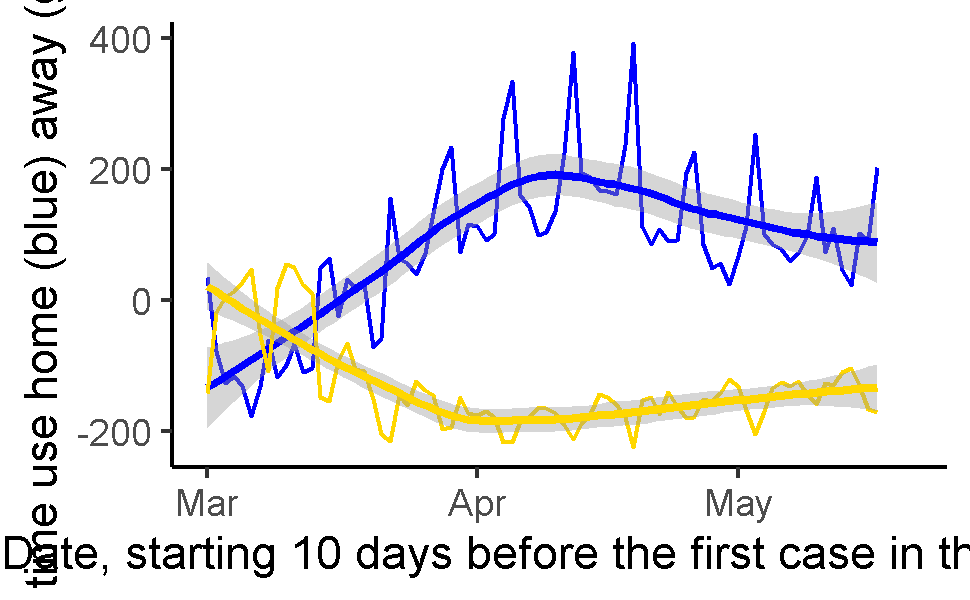 time use home (blue) away (
400
200
0
-200
Mar Apr May
Date, starting 10 days before the first case in th